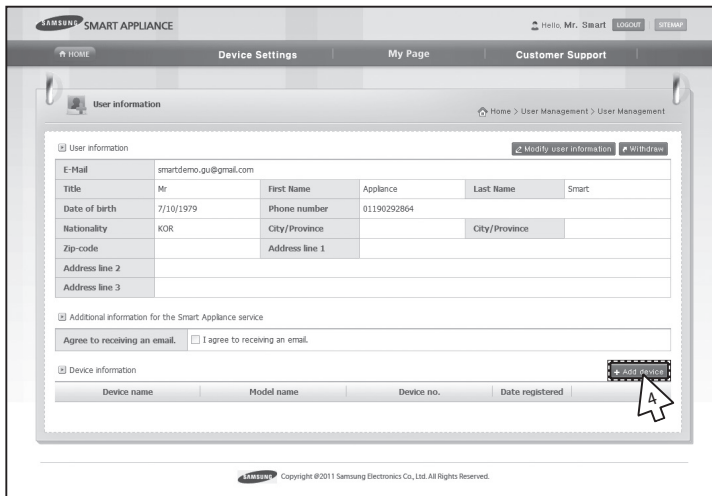 SAMSUNG SMART APPLIANCE Hello, Mr. Smart LOGOUT SITEMAP
HOME Device Settings My Page Customer Support
User information Home > User Management > User Management
User information Modify user information Withdraw
E-Mail smartdemo.gu@gmail.com
Title Mr First Name Appliance Last Name Smart
Date of birth 7/10/1979 Phone number 01190292864
Nationality KOR City/Province City/Province
Zip-code Address line 1
Address line 2
Address line 3
Additional information for the Smart Appliance service
Agree to receiving an email. I agree to receiving an email.
Device information + Add device
Device name Model name Device no. Date registered
4
SAMSUNG Copyright @2011 Samsung Electronics Co., Ltd. All Rights Reserved.